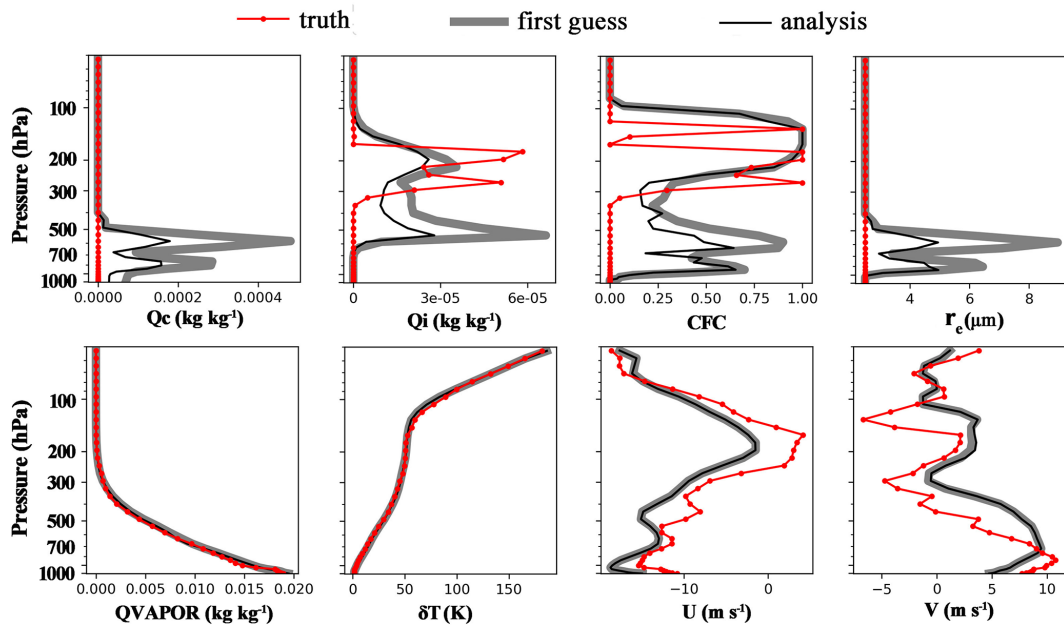 truth first guess analysis
Pressure (hPa)
100
200
300
500
700
1000
0.0000 0.0002 0.0004
Qc (kg kg⁻¹)
0 3e-05 6e-05
Qi (kg kg⁻¹)
0.00 0.25 0.50 0.75 1.00
CFC
4 6 8
rₑ(μm)
Pressure (hPa)
100
200
300
500
700
1000
0.000 0.005 0.010 0.015 0.020
QVAPOR (kg kg⁻¹)
0 50 100 150
δT (K)
−10 0
U (m s⁻¹)
−5 0 5 10
V (m s⁻¹)